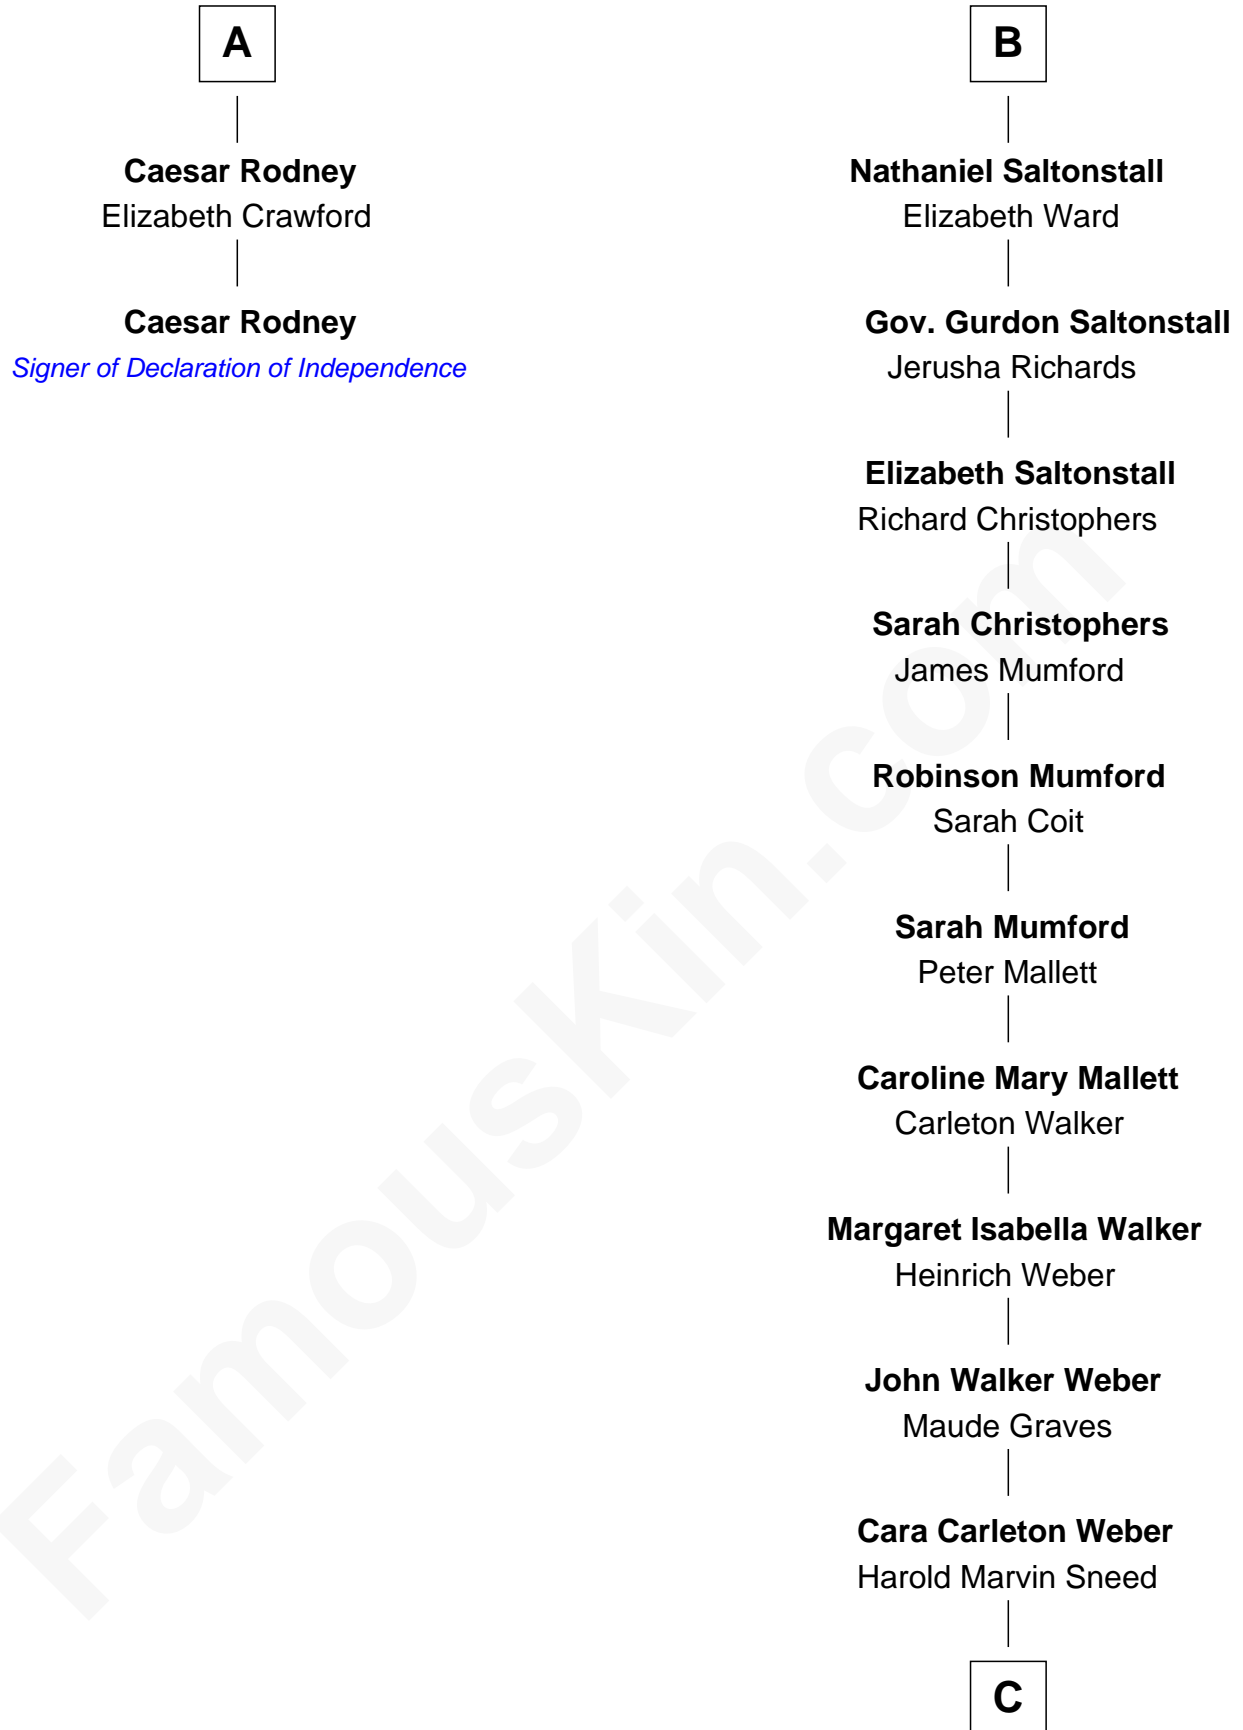 A
Caesar Rodney
Elizabeth Crawford
Caesar Rodney
Signer of Declaration of Independence
B
Nathaniel Saltonstall
Elizabeth Ward
Gov. Gurdon Saltonstall
Jerusha Richards
Elizabeth Saltonstall
Richard Christophers
Sarah Christophers
James Mumford
Robinson Mumford
Sarah Coit
Sarah Mumford
Peter Mallett
Caroline Mary Mallett
Carleton Walker
Margaret Isabella Walker
Heinrich Weber
John Walker Weber
Maude Graves
Cara Carleton Weber
Harold Marvin Sneed
C
FamousKin.com